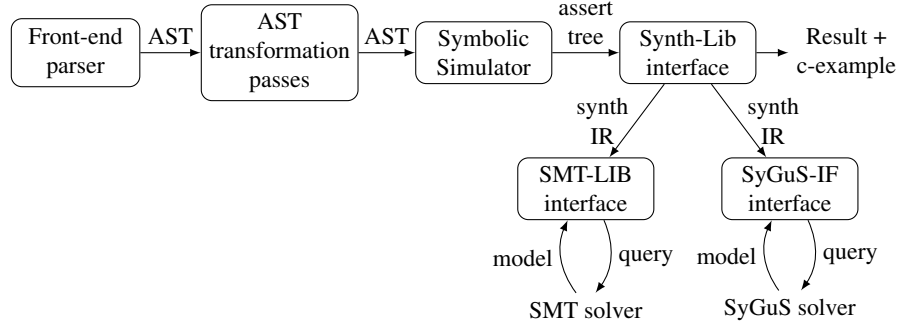 Front-end
parser
AST
AST
transformation
passes
AST
Symbolic
Simulator
assert
tree
Synth-Lib
interface
Result +
c-example
synth
IR
synth
IR
SMT-LIB
interface
SyGuS-IF
interface
model
query
model
query
SMT solver
SyGuS solver